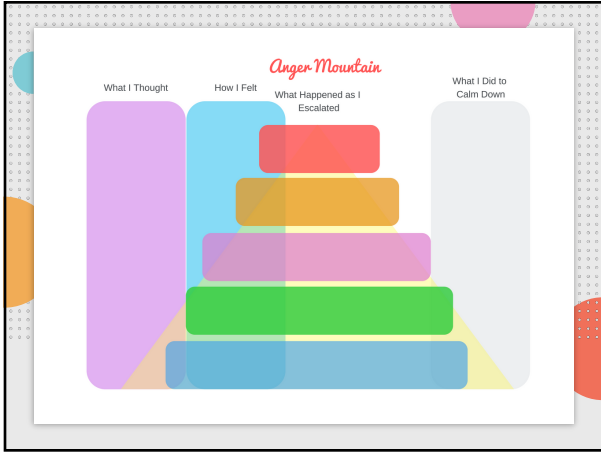 Anger Mountain
What I Thought
How I Felt
What Happened as I
Escalated
What I Did to
Calm Down